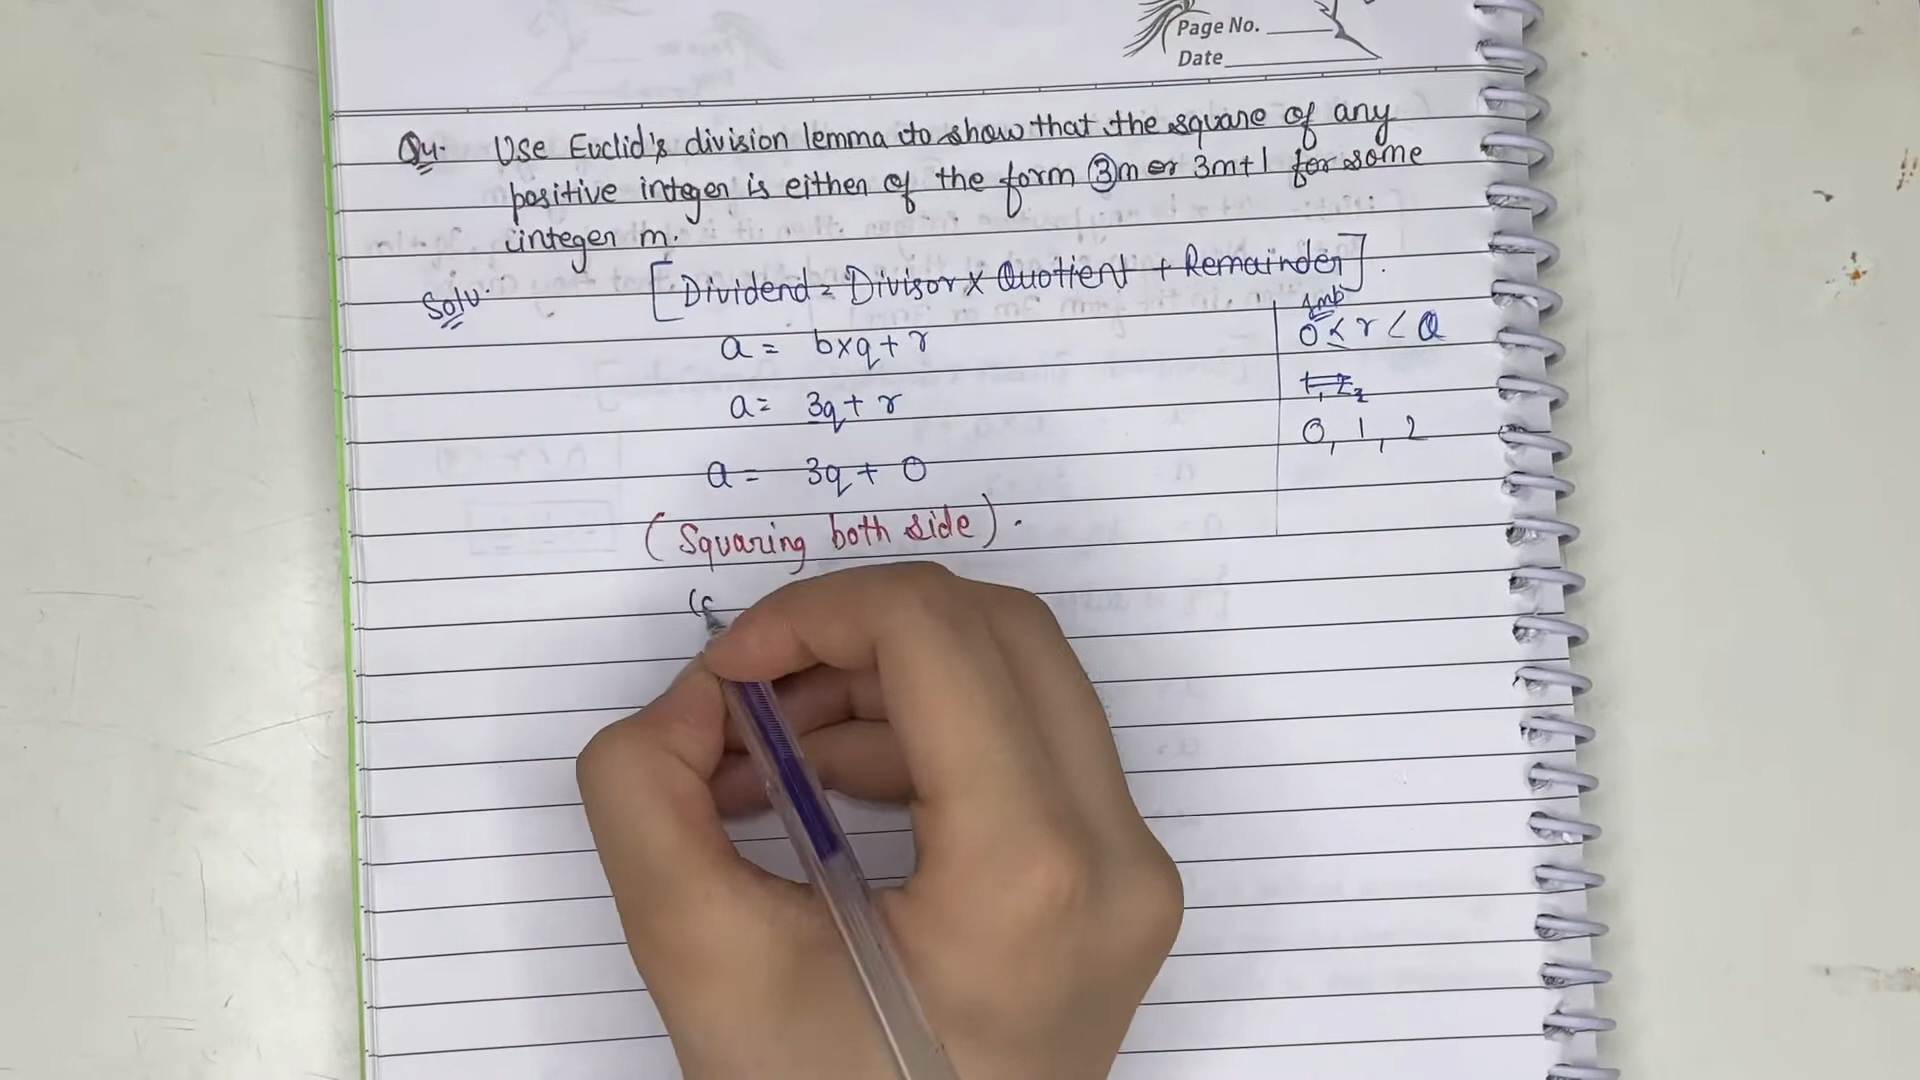 Page No.
Date
Q4. Use Euclid's division lemma to show that the square of any
positive integer is either of the form 3m or 3m+1 for some
integer m.
Solu. [Dividend = Divisor × Quotient + Remainder].
Imp
a = b×q + r
0 ≤ r < Q
a = 3q + r
0, 1, 2
a = 3q + 0
(Squaring both side).
(